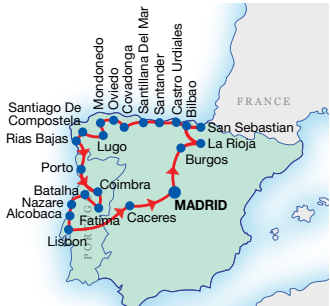 Mondonedo
Oviedo
Covadonga
Santillana Del Mar
Santander
Castro Urdiales
Bilbao
FRANCE
Santiago De
Compostela
San Sebastian
Rias Bajas
Lugo
La Rioja
Burgos
Porto
Coimbra
Batalha
MADRID
Nazare
Fatima
Caceres
Alcobaca
Lisbon
PORTUGAL